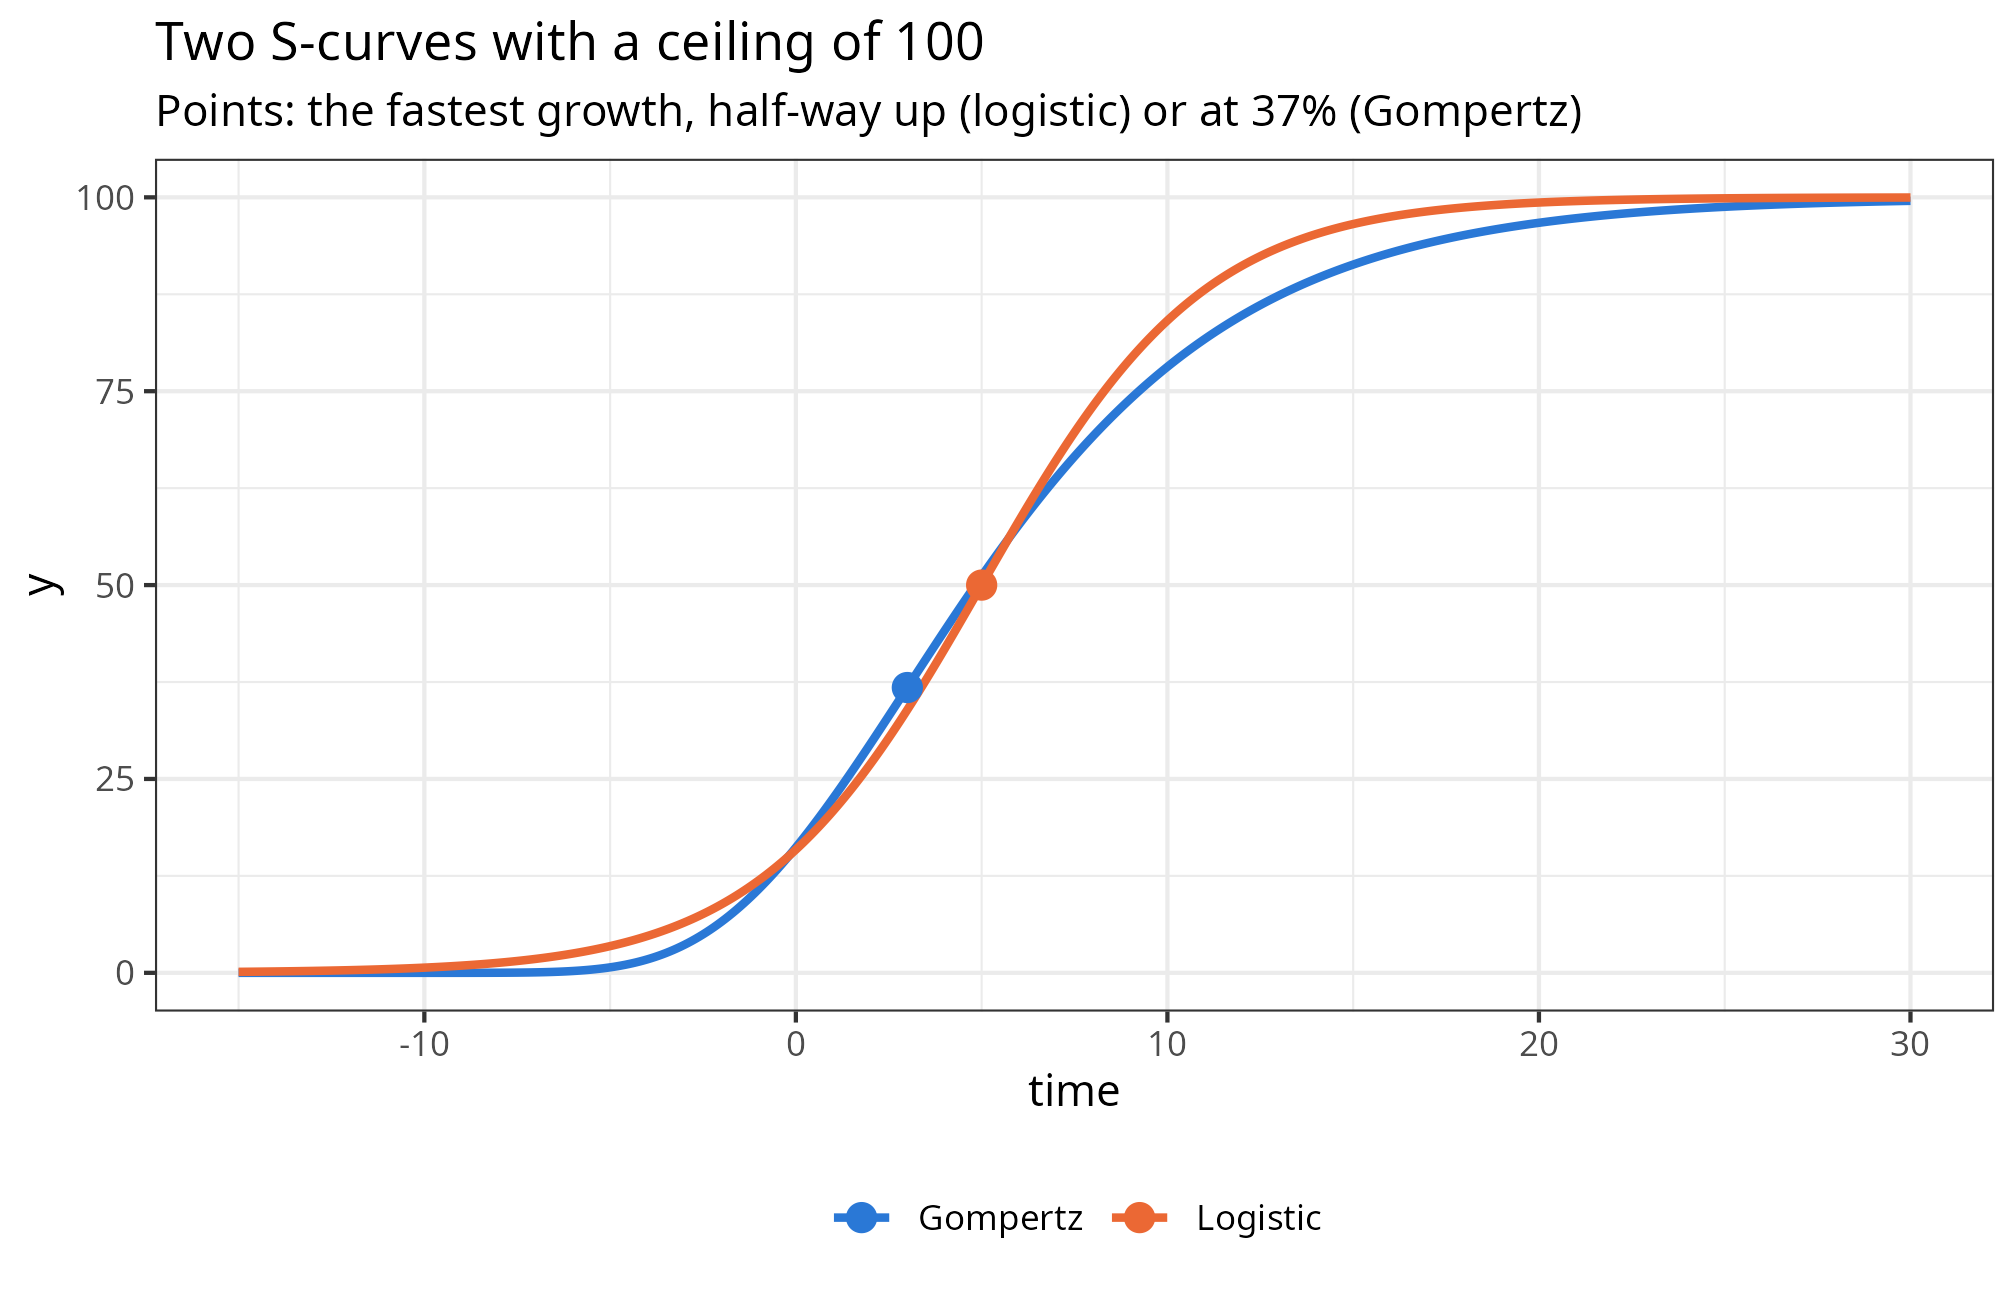 Two S-curves with a ceiling of 100
Points: the fastest growth, half-way up (logistic) or at 37% (Gompertz)
100
75
50
25
0
y
-10 0 10 20 30
time
Gompertz Logistic